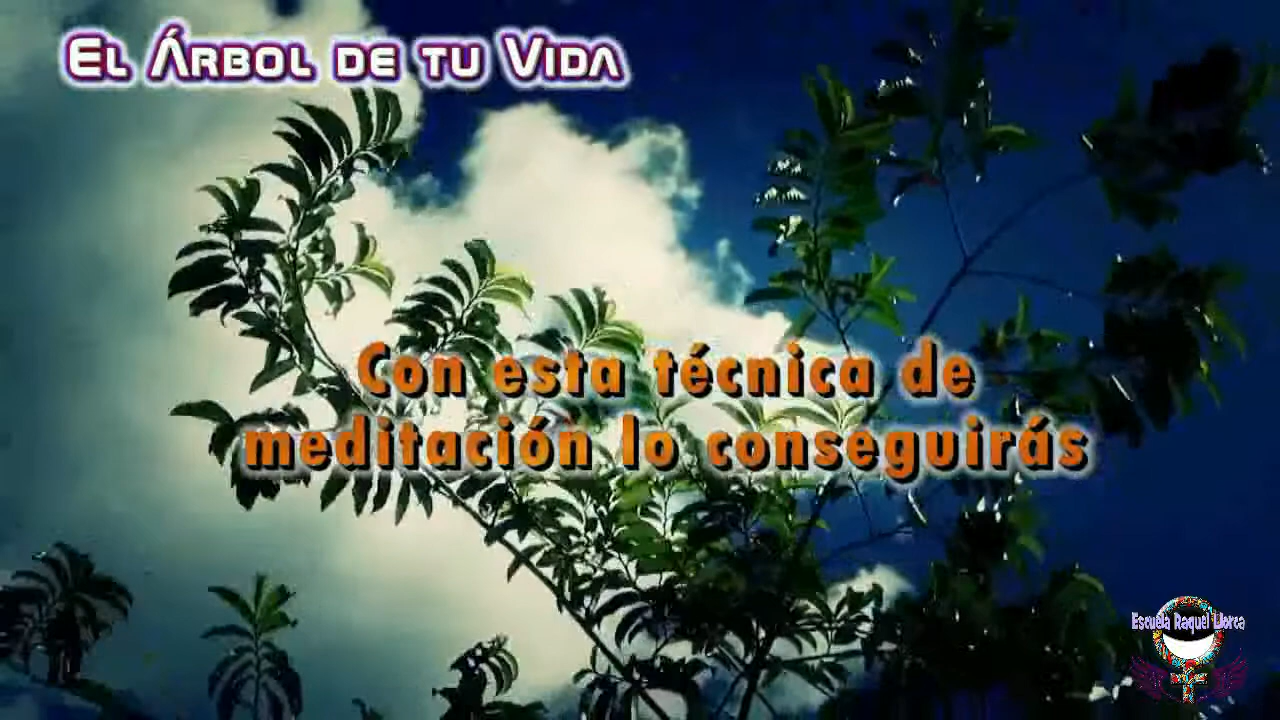 El Árbol de tu Vida
Con esta técnica de
meditación lo conseguirás
Escuela Raquel Llorca